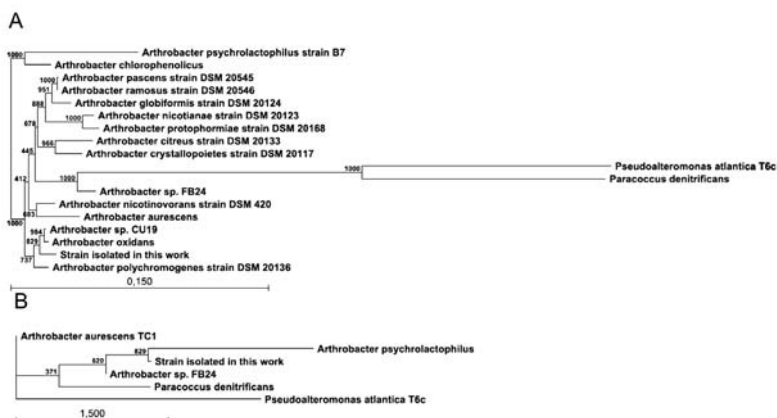 A
1000
Arthrobacter psychrolactophilus strain B7
Arthrobacter chlorophenolicus
1000
Arthrobacter pascens strain DSM 20545
951
Arthrobacter ramosus strain DSM 20546
888
Arthrobacter globiformis strain DSM 20124
678
1000
Arthrobacter nicotianae strain DSM 20123
Arthrobacter protophormiae strain DSM 20168
966
Arthrobacter citreus strain DSM 20133
445
Arthrobacter crystallopoietes strain DSM 20117
1000
Pseudoalteromonas atlantica T6c
412
1000
Paracoccus denitrificans
Arthrobacter sp. FB24
Arthrobacter nicotinovorans strain DSM 420
683
Arthrobacter aurescens
1000
984
Arthrobacter sp. CU19
829
Arthrobacter oxidans
Strain isolated in this work
737
Arthrobacter polychromogenes strain DSM 20136
0,150
B
Arthrobacter aurescens TC1
829
Arthrobacter psychrolactophilus
620
Strain isolated in this work
371
Arthrobacter sp. FB24
Paracoccus denitrificans
Pseudoalteromonas atlantica T6c
1,500